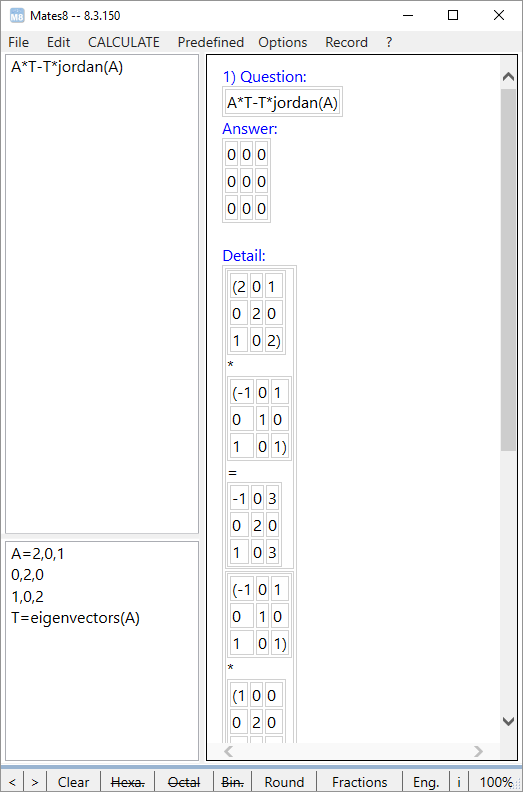 M8 Mates8 -- 8.3.150
File Edit CALCULATE Predefined Options Record ?
A*T-T*jordan(A)
A=2,0,1
0,2,0
1,0,2
T=eigenvectors(A)
1) Question:
A*T-T*jordan(A)
Answer:
0 0 0
0 0 0
0 0 0
Detail:
(2 0 1
0 2 0
1 0 2)
*
(-1 0 1
0 1 0
1 0 1)
=
-1 0 3
0 2 0
1 0 3
(-1 0 1
0 1 0
1 0 1)
*
(1 0 0
0 2 0
< > Clear Hexa. Octal Bin. Round Fractions Eng. i 100%